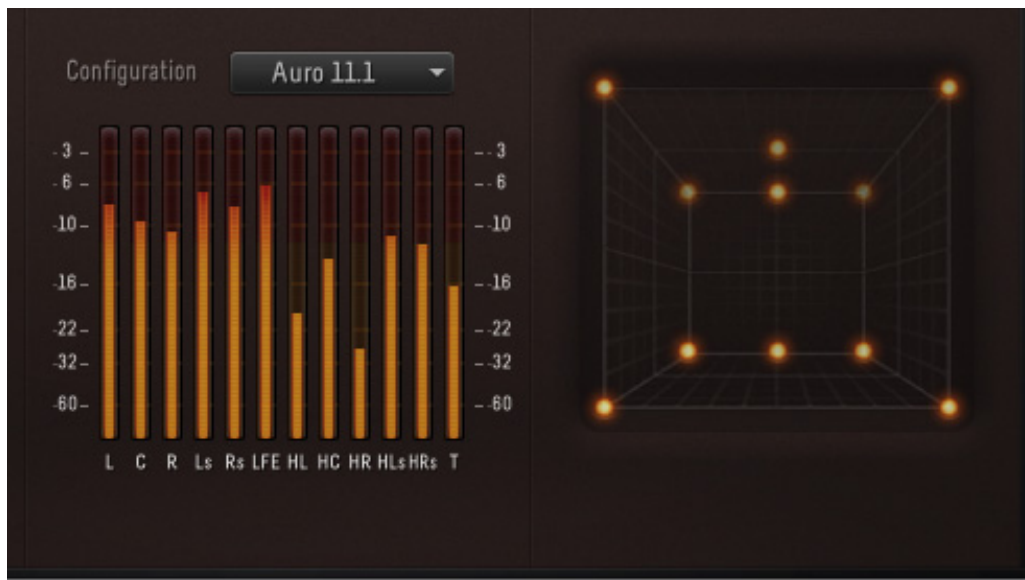 Configuration Auro 11.1
-3 – – -3
-6 – – -6
-10 – – -10
-16 – – -16
-22 – – -22
-32 – – -32
-60 – – -60
L C R Ls Rs LFE HL HC HR HLs HRs T